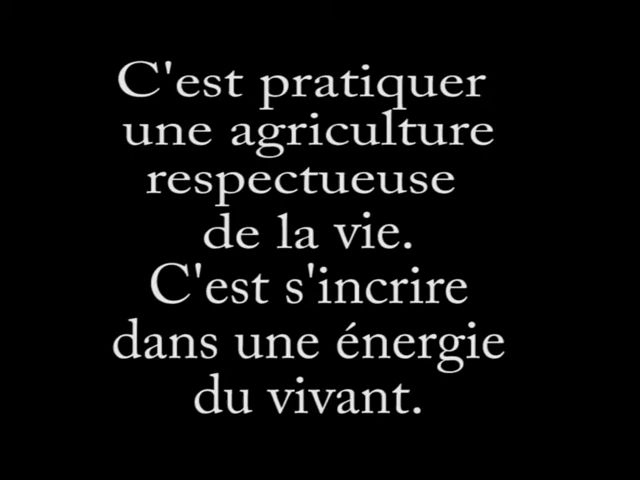 C'est pratiquer
une agriculture
respectueuse
de la vie.
C'est s'incrire
dans une énergie
du vivant.